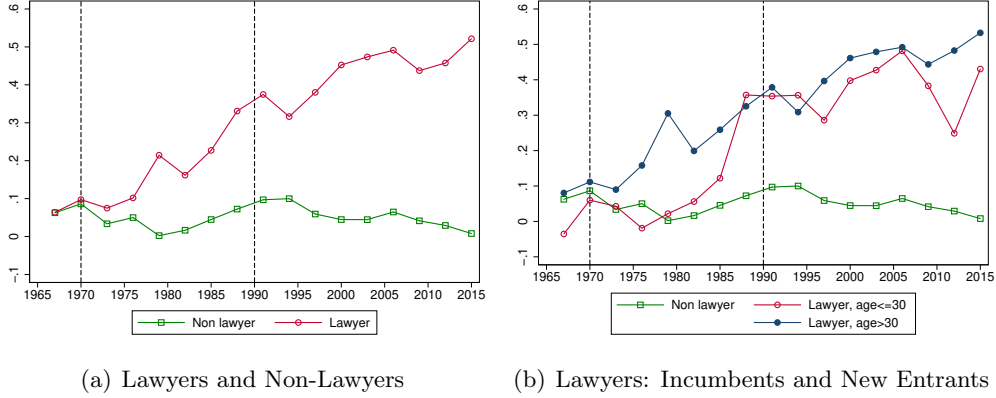 .6
.5
.4
.3
.2
.1
0
-.1
1965 1970 1975 1980 1985 1990 1995 2000 2005 2010 2015
Non lawyer Lawyer
(a) Lawyers and Non-Lawyers
.6
.5
.4
.3
.2
.1
0
-.1
1965 1970 1975 1980 1985 1990 1995 2000 2005 2010 2015
Non lawyer Lawyer, age<=30
Lawyer, age>30
(b) Lawyers: Incumbents and New Entrants